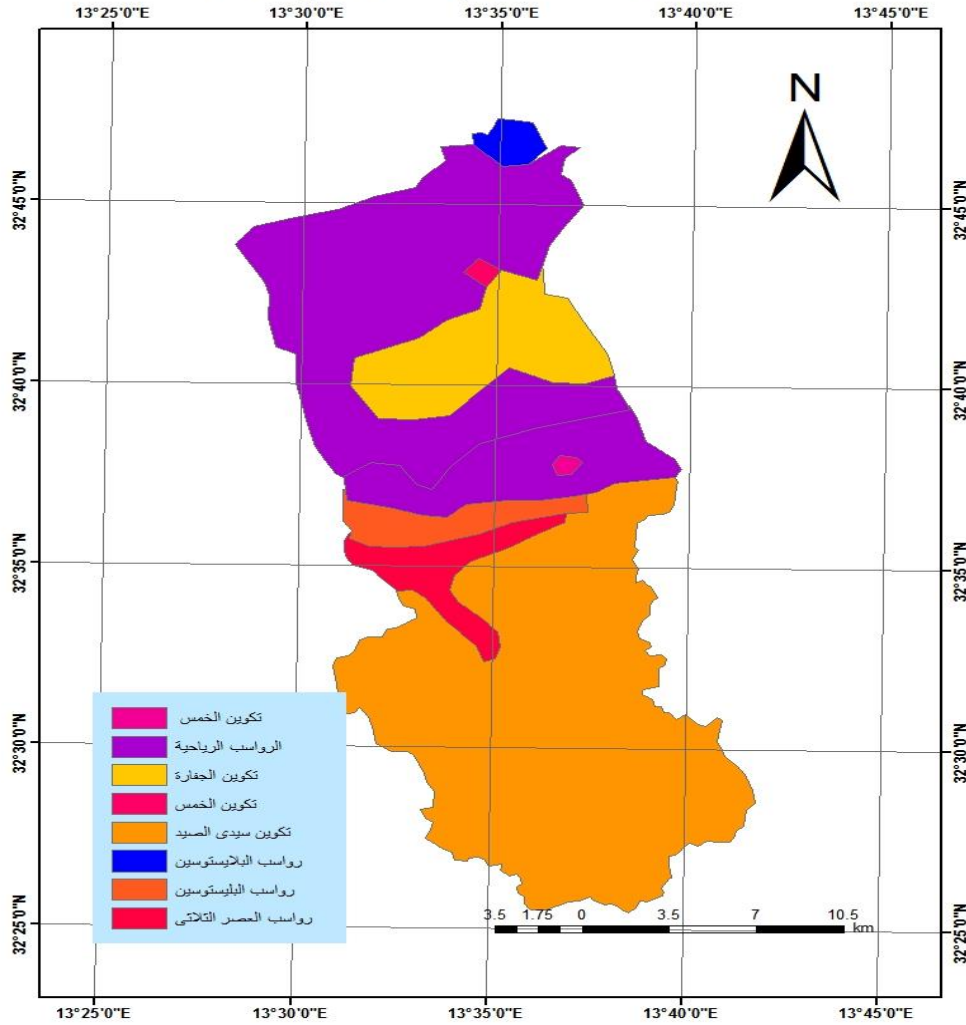 13°25'0"E 13°30'0"E 13°35'0"E 13°40'0"E 13°45'0"E
N
32°45'0"N 32°45'0"N
32°40'0"N 32°40'0"N
32°35'0"N 32°35'0"N
32°30'0"N 32°30'0"N
32°25'0"N 32°25'0"N
تكوين الخمس
الرواسب الرياحية
تكوين الجفارة
تكوين الخمس
تكوين سيدى الصيد
رواسب البلايستوسين
رواسب البليستوسين
رواسب العصر الثلاثى
3.5 1.75 0 3.5 7 10.5
km
13°25'0"E 13°30'0"E 13°35'0"E 13°40'0"E 13°45'0"E